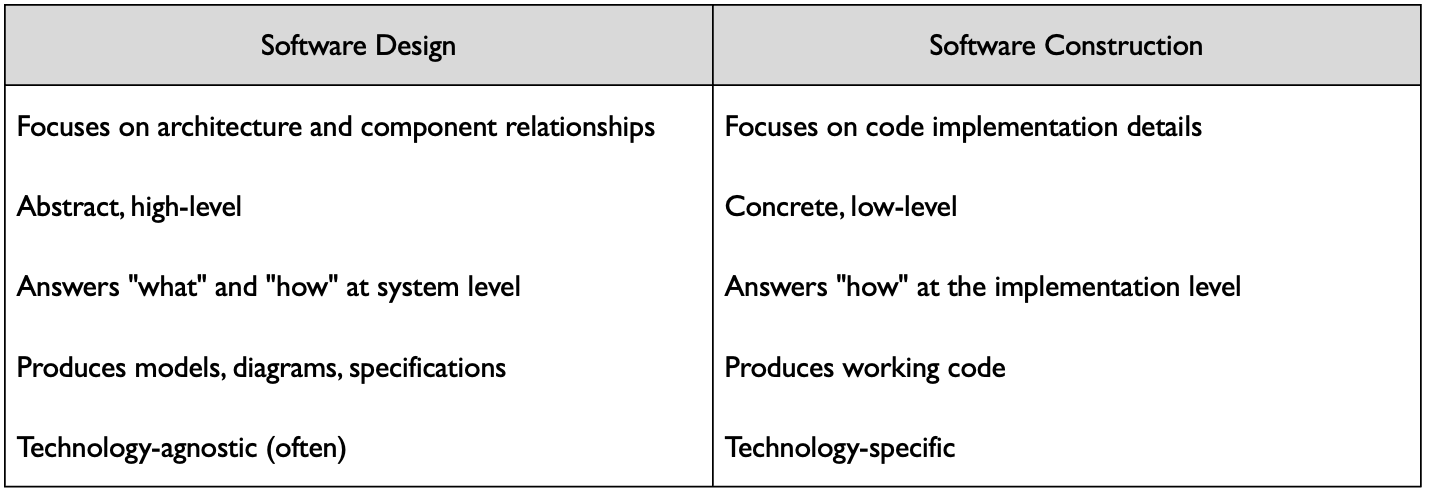 Software Design
Software Construction
Focuses on architecture and component relationships
Focuses on code implementation details
Abstract, high-level
Concrete, low-level
Answers "what" and "how" at system level
Answers "how" at the implementation level
Produces models, diagrams, specifications
Produces working code
Technology-agnostic (often)
Technology-specific